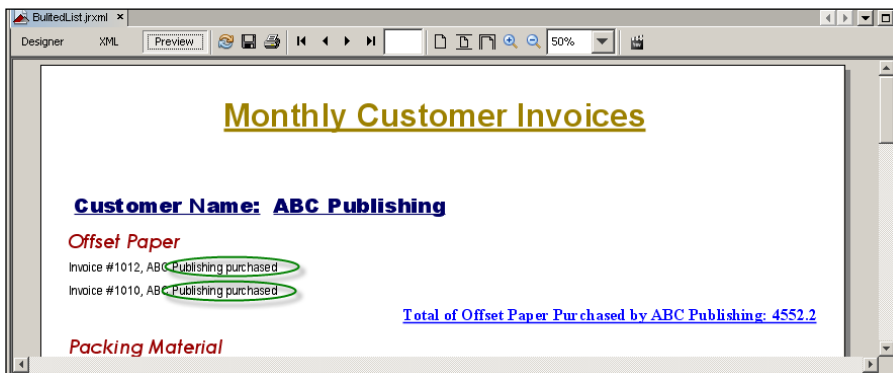 BulitedList.jrxml ×
Designer XML Preview 50%
Monthly Customer Invoices
Customer Name: ABC Publishing
Offset Paper
Invoice #1012, ABC Publishing purchased
Invoice #1010, ABC Publishing purchased
Total of Offset Paper Purchased by ABC Publishing: 4552.2
Packing Material